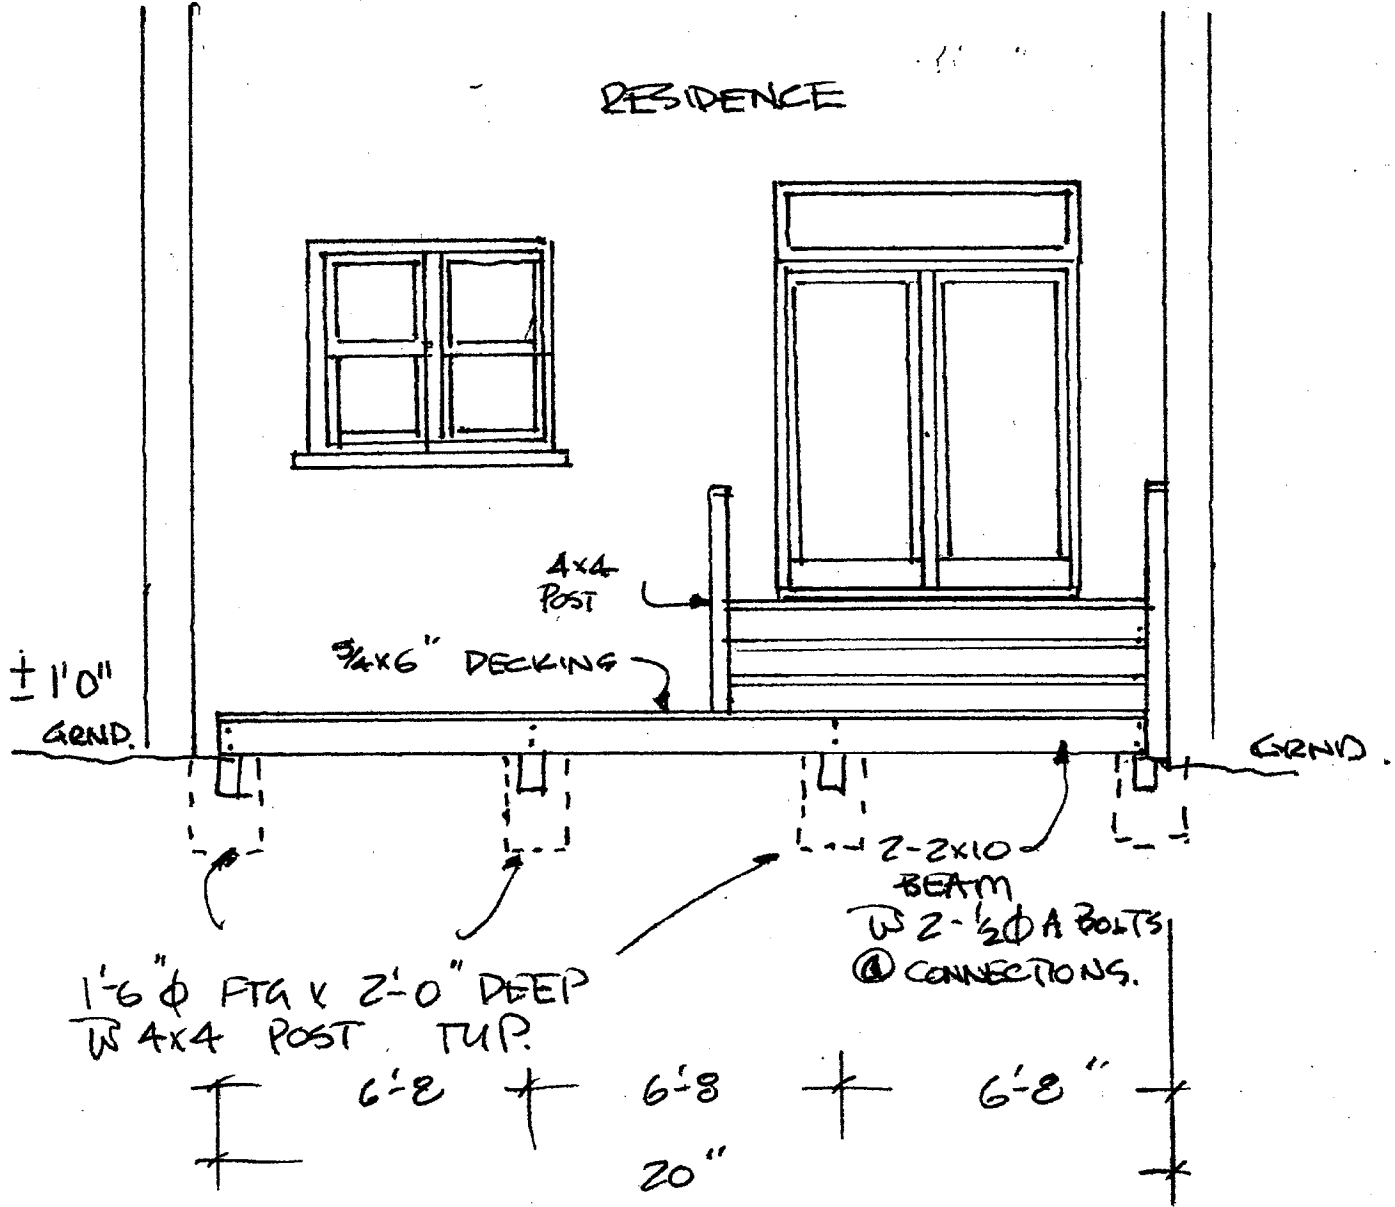 RESIDENCE
4x4
POST
5/4x6" DECKING
± 1'0"
GRND.
GRND.
2-2x10
BEAM
W 2-1/2Φ A BOLTS
@ CONNECTIONS.
1'-6"Φ FTG X 2'-0" DEEP
W 4x4 POST TYP.
6'-8 6'-8 6'-8"
20"